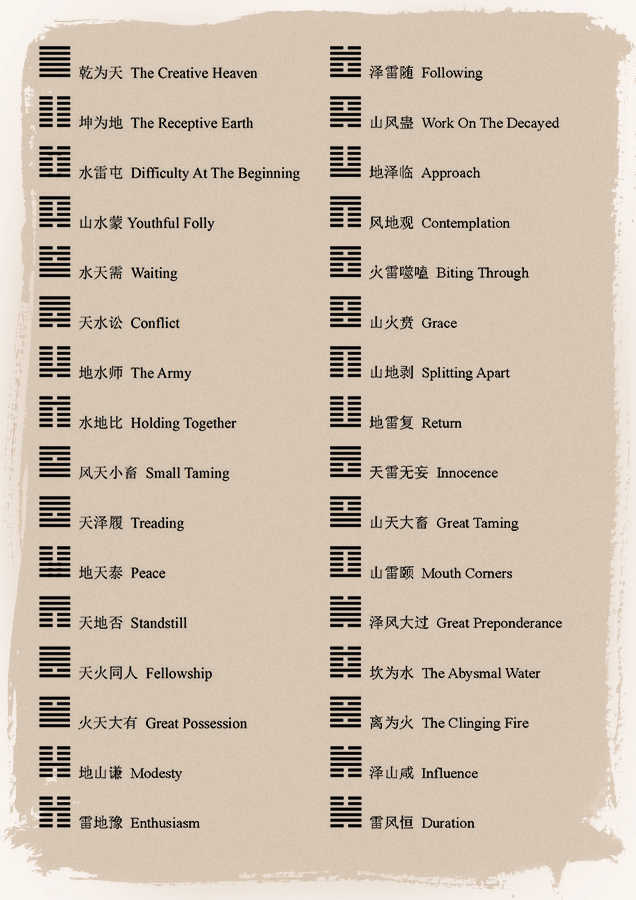 乾为天 The Creative Heaven
坤为地 The Receptive Earth
水雷屯 Difficulty At The Beginning
山水蒙 Youthful Folly
水天需 Waiting
天水讼 Conflict
地水师 The Army
水地比 Holding Together
风天小畜 Small Taming
天泽履 Treading
地天泰 Peace
天地否 Standstill
天火同人 Fellowship
火天大有 Great Possession
地山谦 Modesty
雷地豫 Enthusiasm
泽雷随 Following
山风蛊 Work On The Decayed
地泽临 Approach
风地观 Contemplation
火雷噬嗑 Biting Through
山火贲 Grace
山地剥 Splitting Apart
地雷复 Return
天雷无妄 Innocence
山天大畜 Great Taming
山雷颐 Mouth Corners
泽风大过 Great Preponderance
坎为水 The Abysmal Water
离为火 The Clinging Fire
泽山咸 Influence
雷风恒 Duration